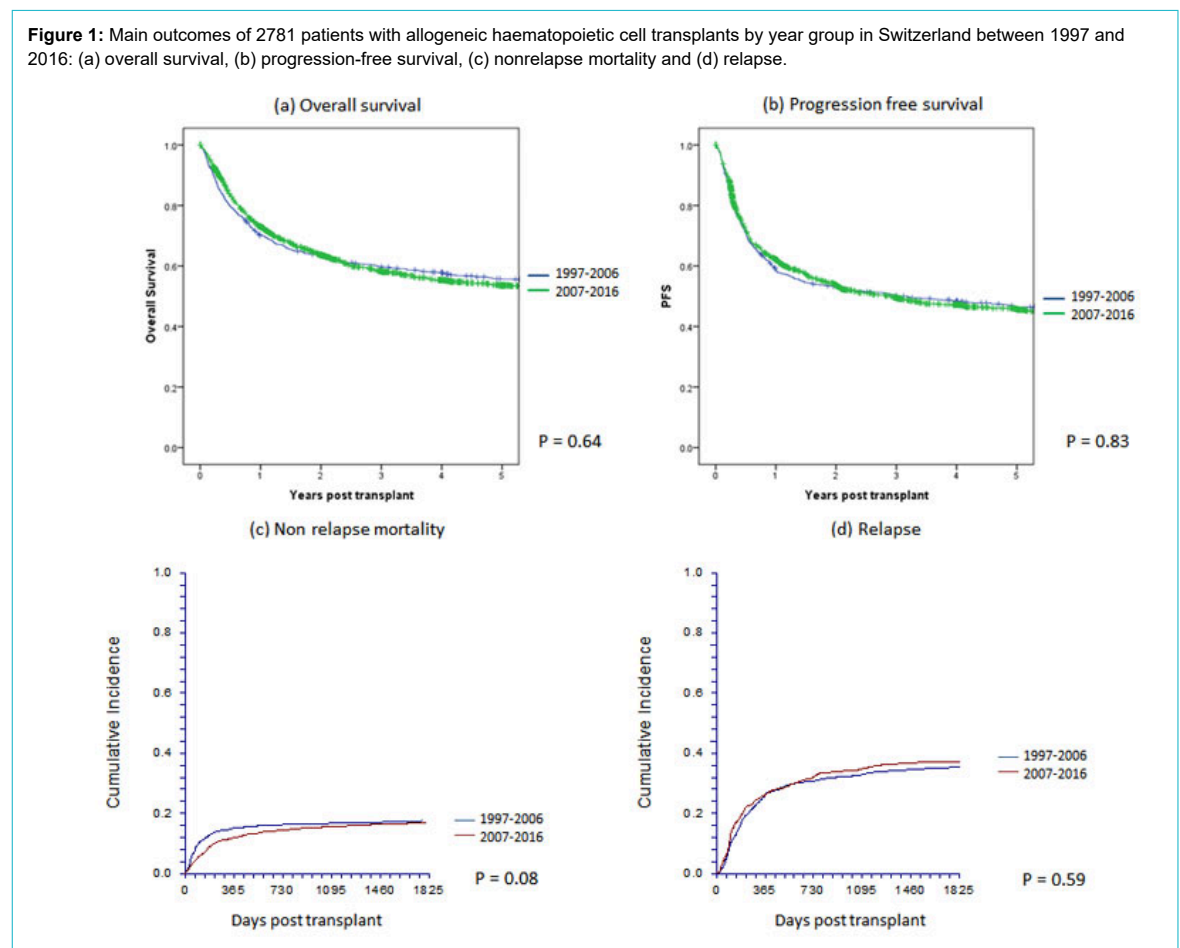 Figure 1: Main outcomes of 2781 patients with allogeneic haematopoietic cell transplants by year group in Switzerland between 1997 and
2016: (a) overall survival, (b) progression-free survival, (c) nonrelapse mortality and (d) relapse.
(a) Overall survival
1.0
0.8
0.6
0.4
0.2
0.0
Overall Survival
0 1 2 3 4 5
Years post transplant
1997-2006
2007-2016
P = 0.64
(b) Progression free survival
1.0
0.8
0.6
0.4
0.2
0.0
PFS
0 1 2 3 4 5
Years post transplant
1997-2006
2007-2016
P = 0.83
(c) Non relapse mortality
1.0
0.8
0.6
0.4
0.2
0.0
Cumulative Incidence
0 365 730 1095 1460 1825
Days post transplant
1997-2006
2007-2016
P = 0.08
(d) Relapse
1.0
0.8
0.6
0.4
0.2
0.0
Cumulative Incidence
0 365 730 1095 1460 1825
Days post transplant
1997-2006
2007-2016
P = 0.59